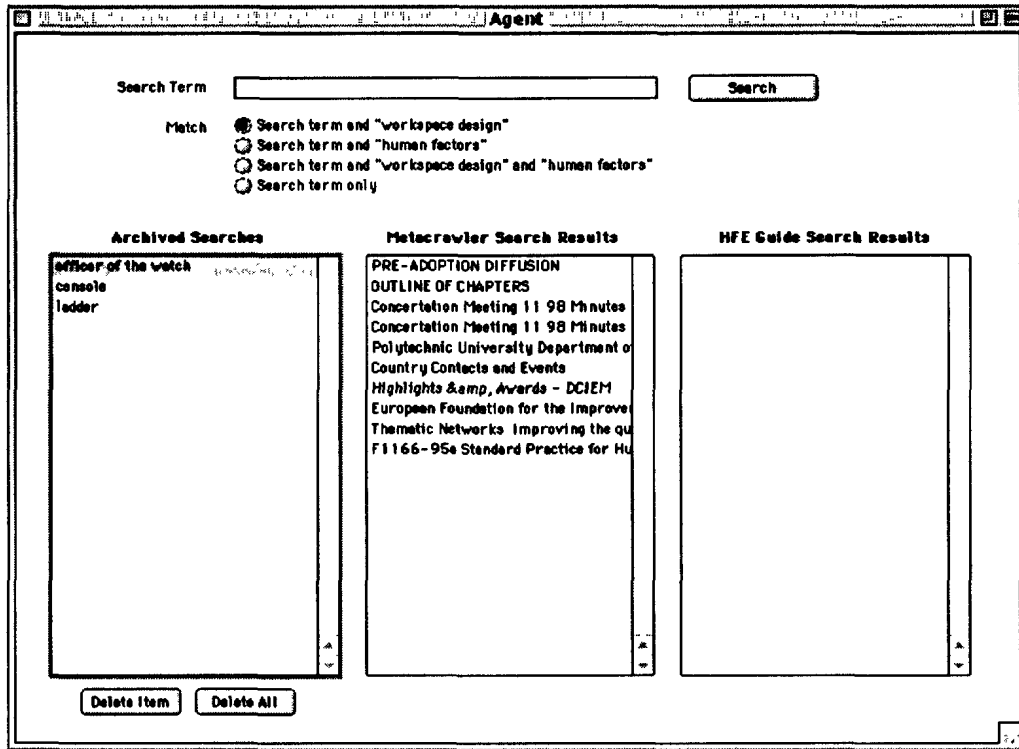 Agent
Search Term
Search
Match
Search term and "workspace design"
Search term and "human factors"
Search term and "workspace design" and "human factors"
Search term only
Archived Searches
officer of the watch
console
ladder
Metacrawler Search Results
PRE-ADOPTION DIFFUSION
OUTLINE OF CHAPTERS
Concertation Meeting 11 98 Minutes
Concertation Meeting 11 98 Minutes
Polytechnic University Department o
Country Contacts and Events
Highlights &amp, Awards - DCIEM
European Foundation for the Improve
Thematic Networks Improving the qu
F1166-95a Standard Practice for Hu
HFE Guide Search Results
Delete Item
Delete All